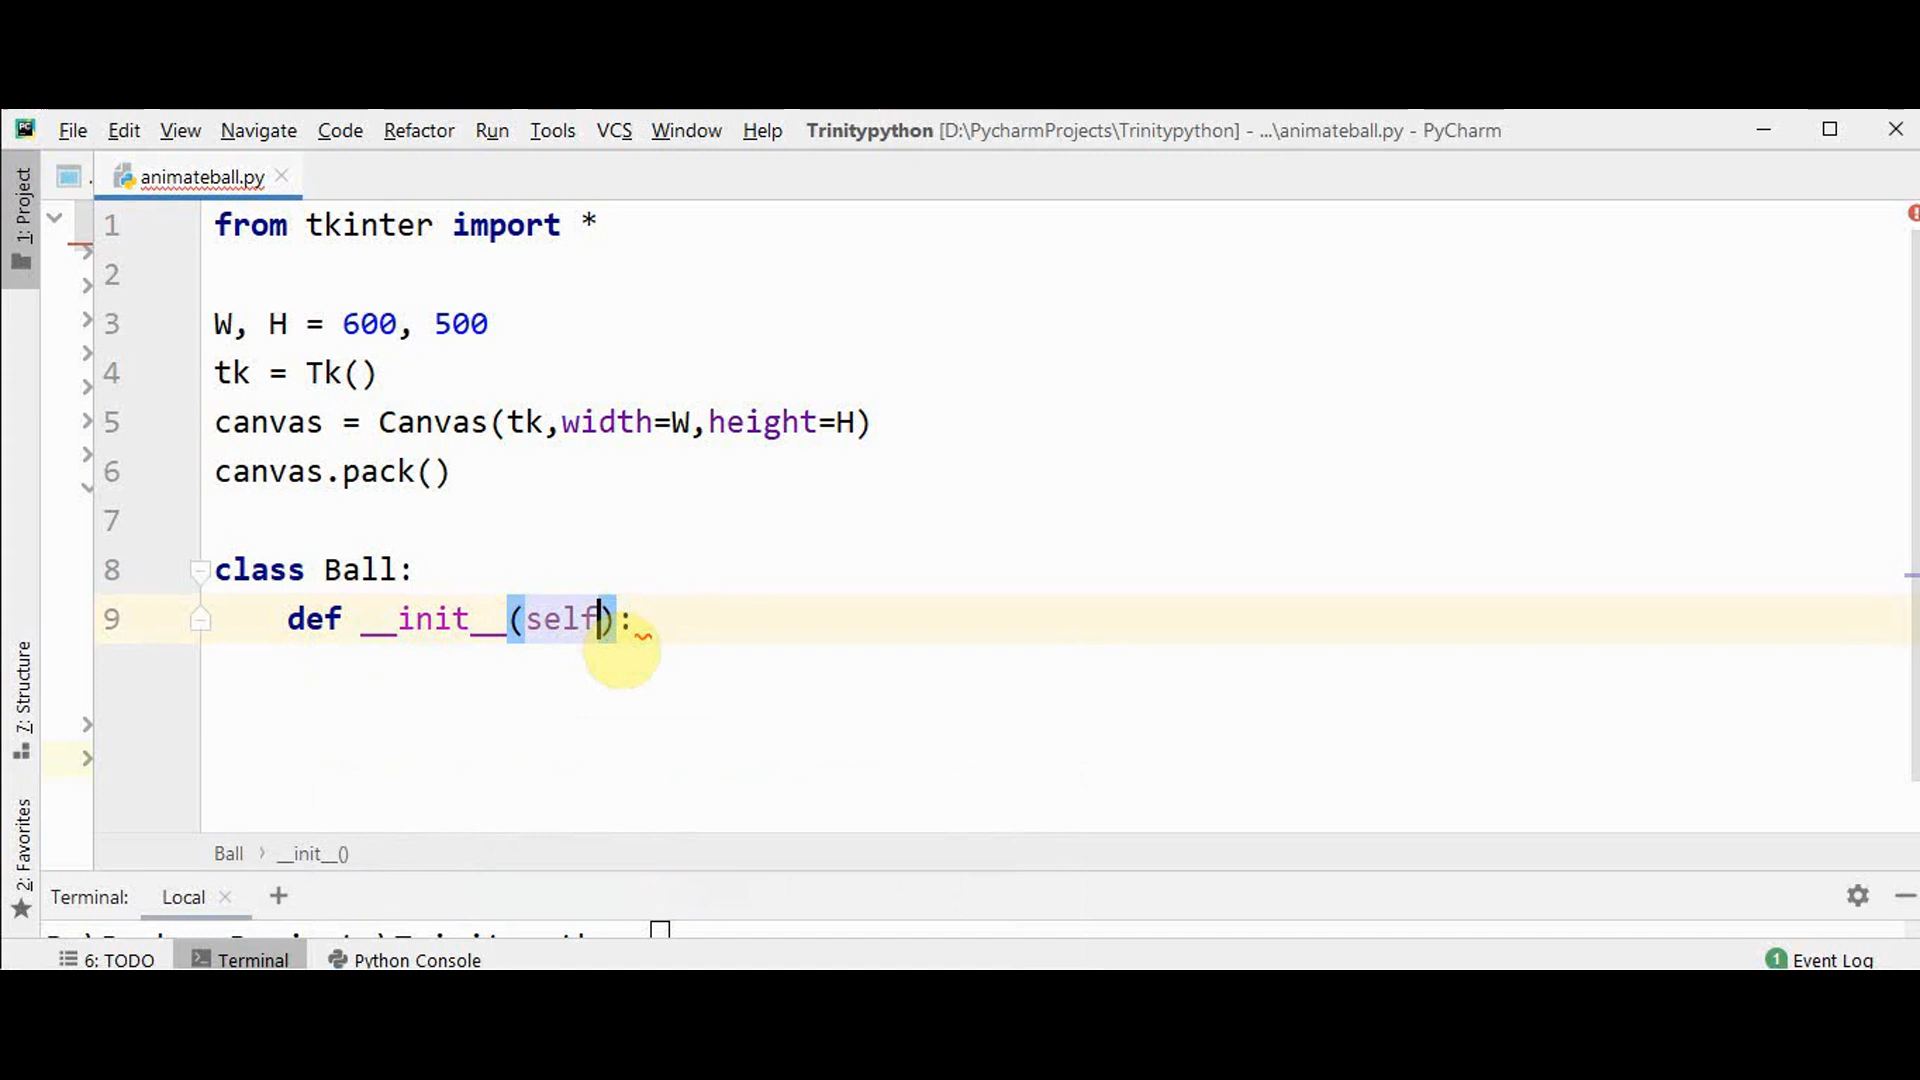 File Edit View Navigate Code Refactor Run Tools VCS Window Help Trinitypython [D:\PycharmProjects\Trinitypython] - ...\animateball.py - PyCharm
animateball.py
1: Project
1 from tkinter import *
2
3 W, H = 600, 500
4 tk = Tk()
5 canvas = Canvas(tk,width=W,height=H)
6 canvas.pack()
7
8 class Ball:
9 def __init__(self):
7: Structure
2: Favorites
Ball › __init__()
Terminal: Local +
6: TODO Terminal Python Console 1 Event Log